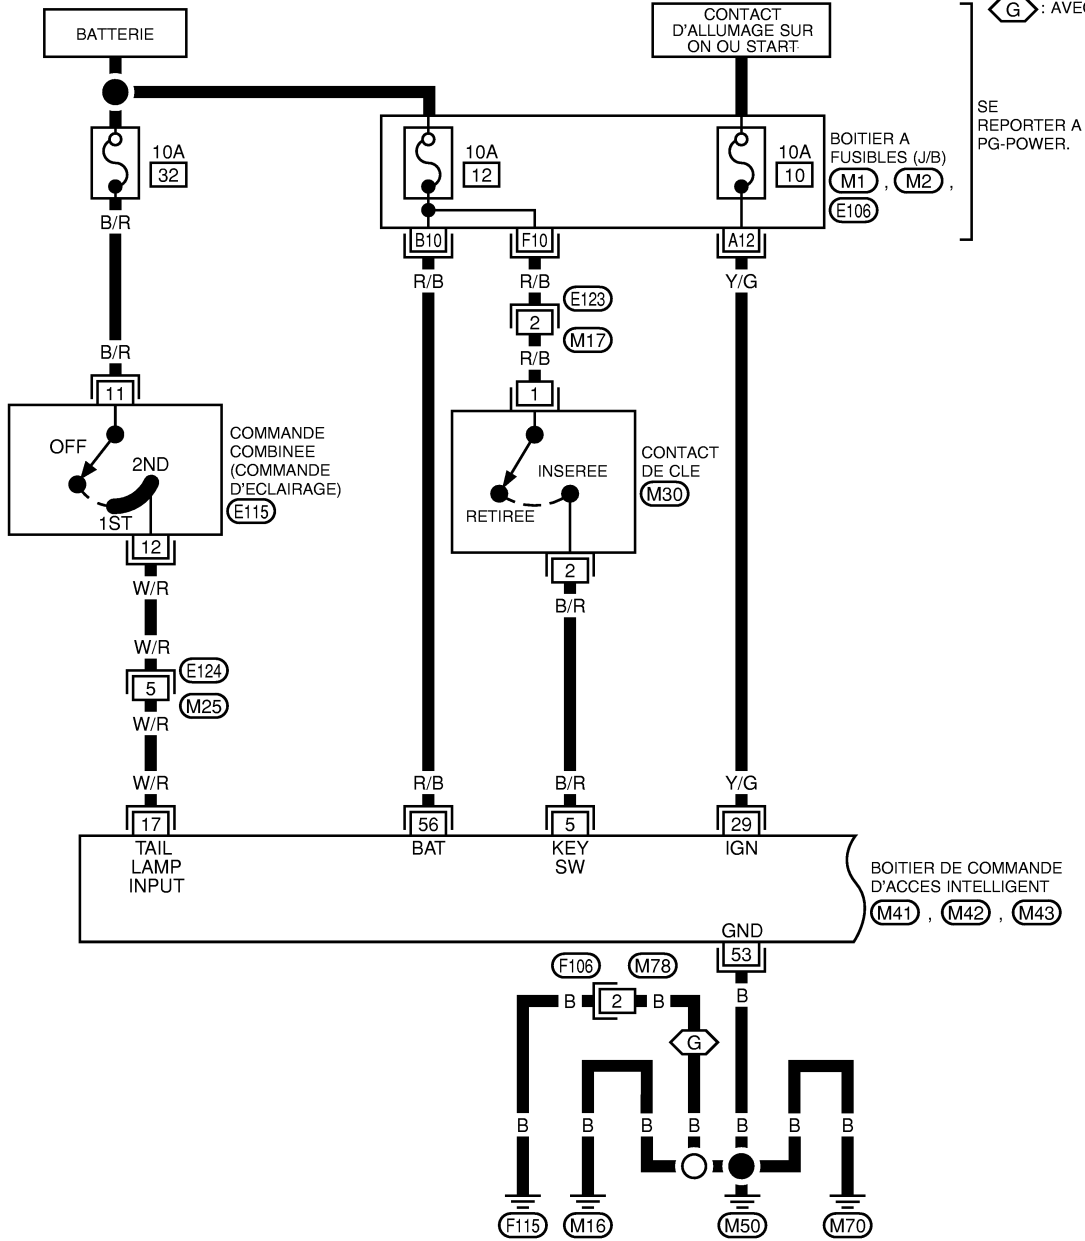 BATTERIE
CONTACT
D'ALLUMAGE SUR
ON OU START
G : AVEC
SE
REPORTER A
PG-POWER.
10A
32
10A
12
10A
10
BOITIER A
FUSIBLES (J/B)
M1 , M2 ,
E106
B/R
B10
F10
A12
R/B
R/B
Y/G
E123
2
M17
B/R
R/B
11
1
OFF
2ND
1ST
COMMANDE
COMBINEE
(COMMANDE
D'ECLAIRAGE)
E115
INSEREE
RETIREE
CONTACT
DE CLE
M30
12
2
W/R
B/R
W/R
E124
5
M25
W/R
W/R
R/B
B/R
Y/G
17
56
5
29
TAIL
LAMP
INPUT
BAT
KEY
SW
IGN
BOITIER DE COMMANDE
D'ACCES INTELLIGENT
M41 , M42 , M43
GND
53
F106
M78
B
2
B
B
G
B
B
B
B
B
B
B
F115
M16
M50
M70